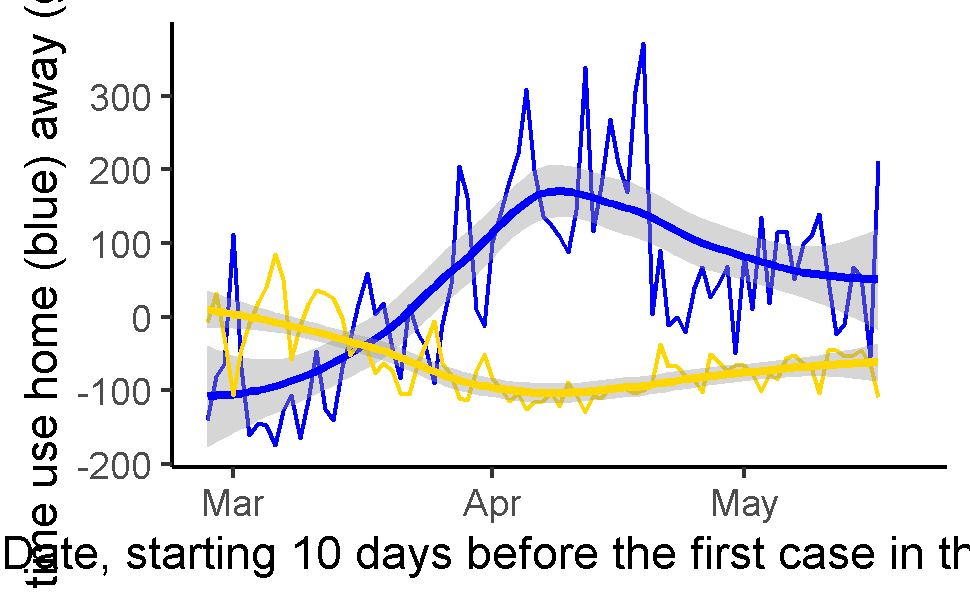 time use home (blue) away (
300
200
100
0
-100
-200
Mar Apr May
Date, starting 10 days before the first case in th